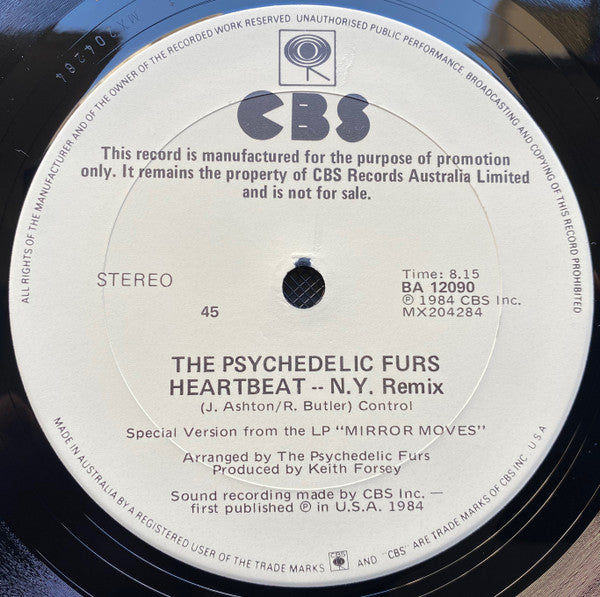 MX204284
ALL RIGHTS OF THE MANUFACTURER AND OF THE OWNER OF THE RECORDED WORK RESERVED. UNAUTHORISED PUBLIC PERFORMANCE, BROADCASTING AND COPYING OF THIS RECORD PROHIBITED
CBS
This record is manufactured for the purpose of promotion
only. It remains the property of CBS Records Australia Limited
and is not for sale.
STEREO
45
Time: 8.15
BA 12090
℗ 1984 CBS Inc.
MX204284
THE PSYCHEDELIC FURS
HEARTBEAT -- N.Y. Remix
(J. Ashton/R. Butler) Control
Special Version from the LP "MIRROR MOVES"
Arranged by The Psychedelic Furs
Produced by Keith Forsey
Sound recording made by CBS Inc. —
first published ℗ in U.S.A. 1984
MADE IN AUSTRALIA BY A REGISTERED USER OF THE TRADE MARKS CBS AND "CBS" ARE TRADE MARKS OF CBS INC USA